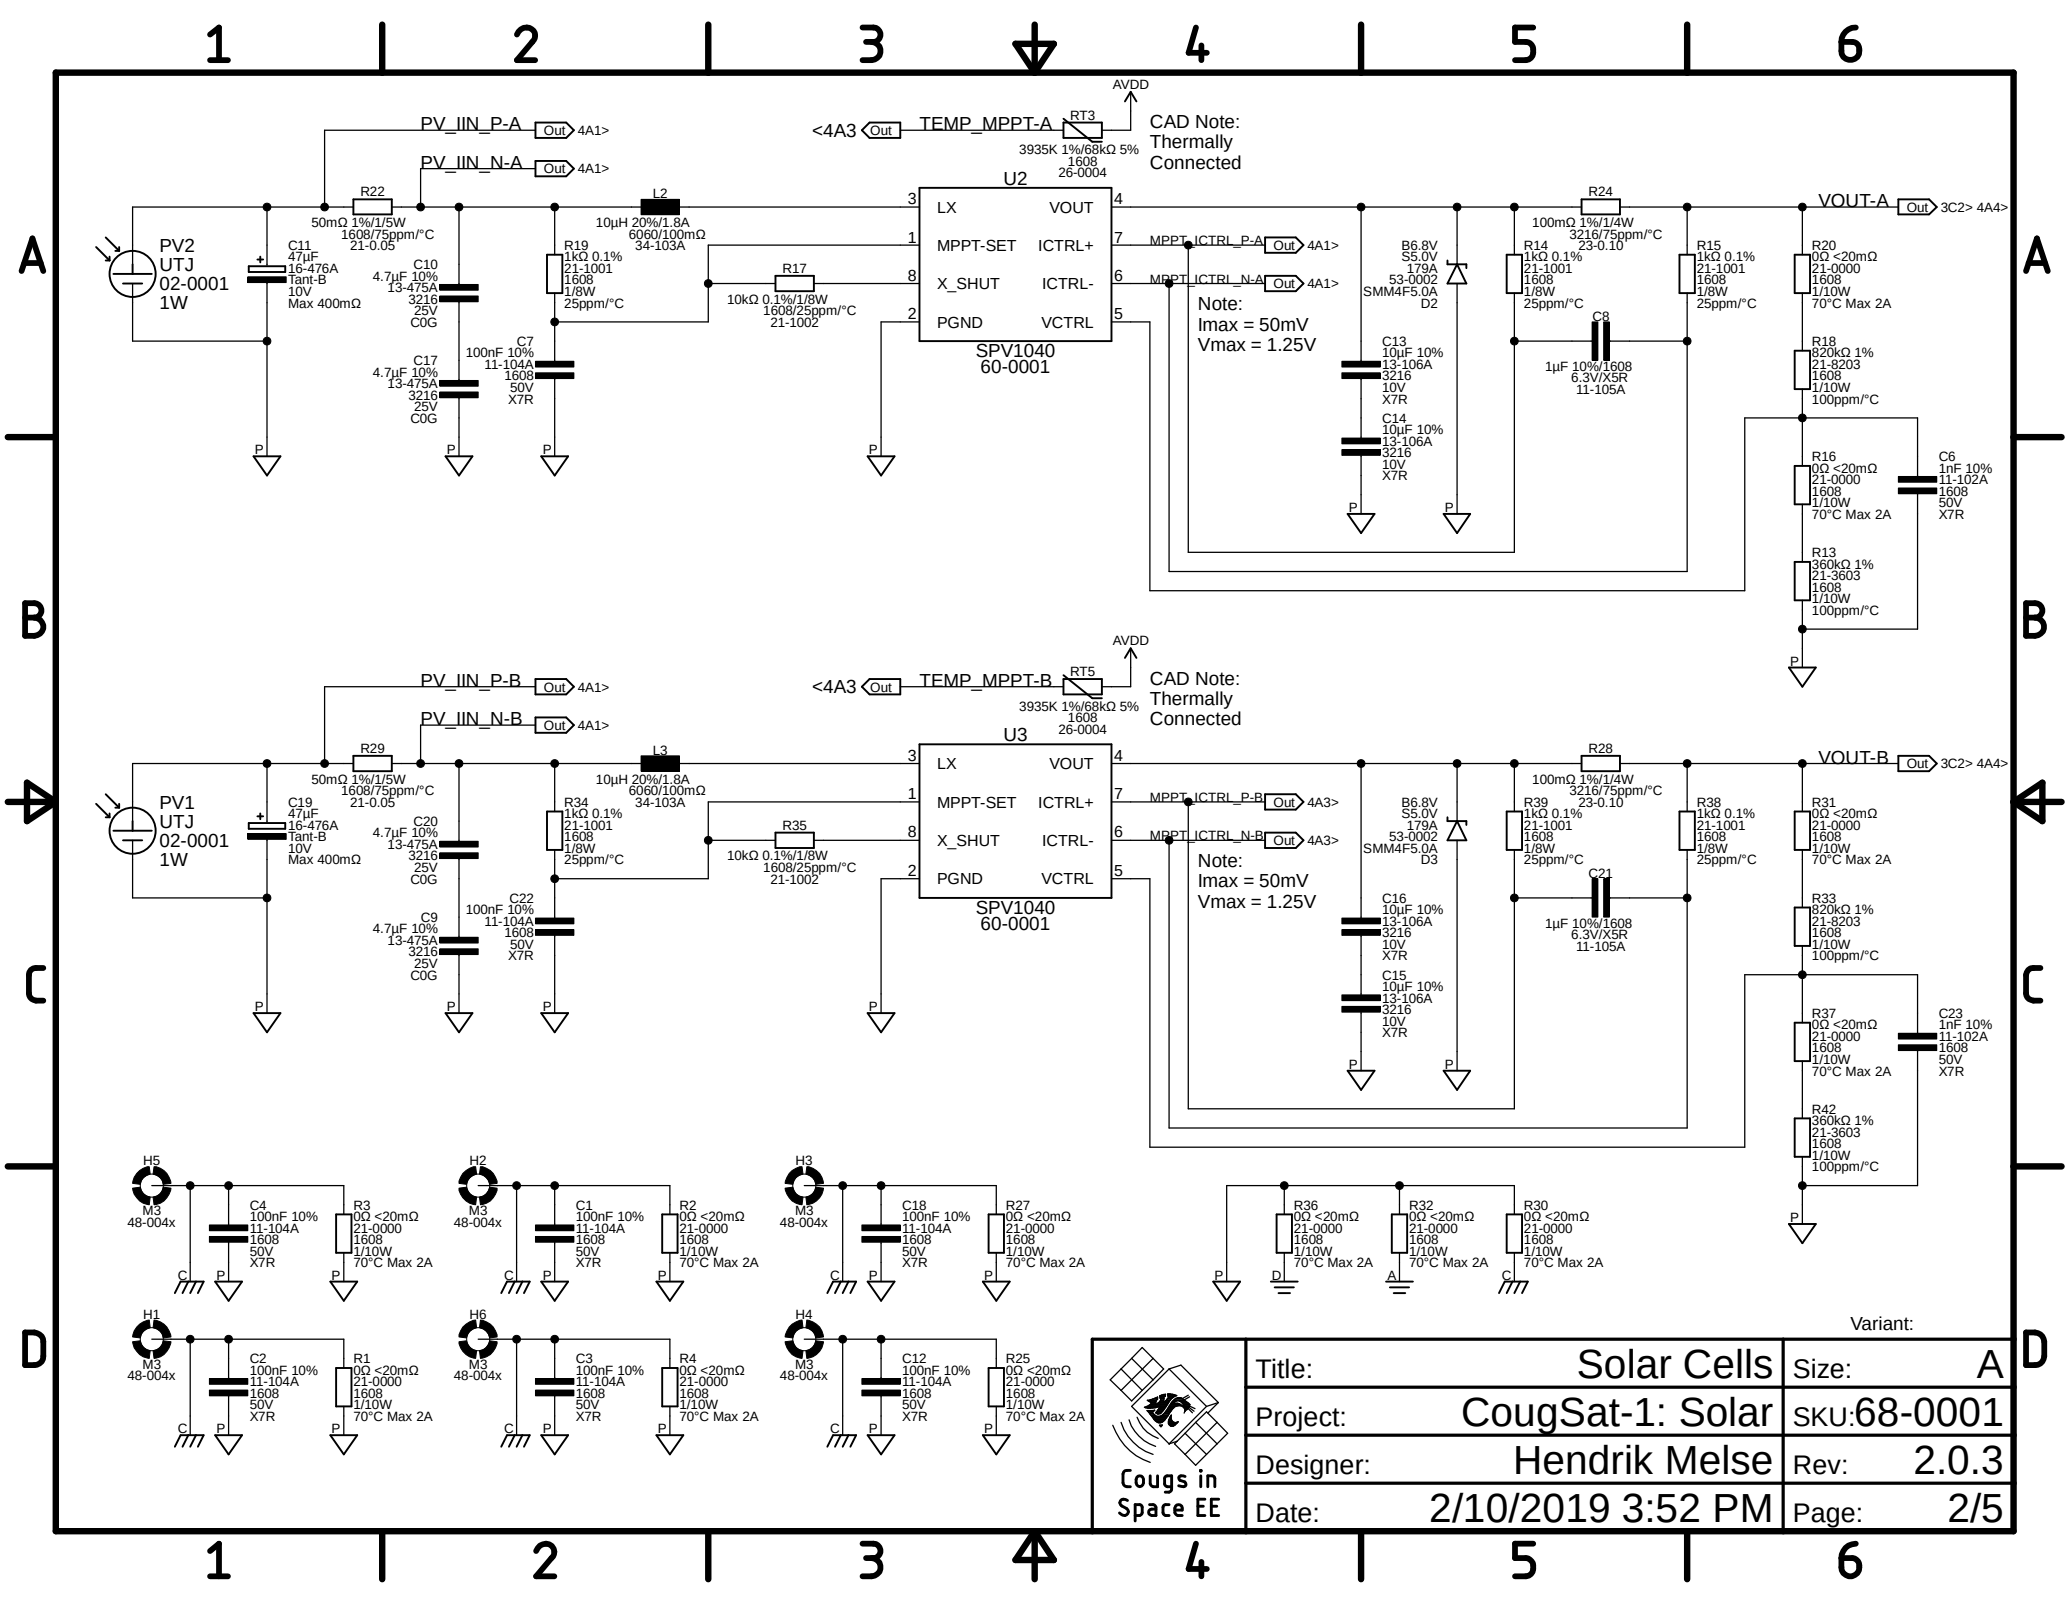 1 2 3 4 5 6
A
A
B
B
C
C
D
D
PV_IIN_P-A Out 4A1>
PV_IIN_N-A Out 4A1>
<4A3 Out TEMP_MPPT-A
RT3
3935K 1%/68kΩ 5%
1608
26-0004
AVDD
CAD Note:
Thermally
Connected
PV2
UTJ
02-0001
1W
C11
47µF
16-476A
Tant-B
10V
Max 400mΩ
+
P
R22
50mΩ 1%/1/5W
1608/75ppm/°C
21-0.05
C10
4.7µF 10%
13-475A
3216
25V
C0G
C17
4.7µF 10%
13-475A
3216
25V
C0G
P
R19
1kΩ 0.1%
21-1001
1608
1/8W
25ppm/°C
C7
100nF 10%
11-104A
1608
50V
X7R
P
L2
10µH 20%/1.8A
6060/100mΩ
34-103A
R17
10kΩ 0.1%/1/8W
1608/25ppm/°C
21-1002
P
U2
3 LX VOUT 4
1 MPPT-SET ICTRL+ 7
8 X_SHUT ICTRL- 6
2 PGND VCTRL 5
SPV1040
60-0001
MPPT_ICTRL_P-A Out 4A1>
MPPT_ICTRL_N-A Out 4A1>
Note:
Imax = 50mV
Vmax = 1.25V
C13
10µF 10%
13-106A
3216
10V
X7R
C14
10µF 10%
13-106A
3216
10V
X7R
P
B6.8V
S5.0V
179A
53-0002
SMM4F5.0A
D2
P
R14
1kΩ 0.1%
21-1001
1608
1/8W
25ppm/°C
R24
100mΩ 1%/1/4W
3216/75ppm/°C
23-0.10
C8
1µF 10%/1608
6.3V/X5R
11-105A
R15
1kΩ 0.1%
21-1001
1608
1/8W
25ppm/°C
VOUT-A Out 3C2> 4A4>
R20
0Ω <20mΩ
21-0000
1608
1/10W
70°C Max 2A
R18
820kΩ 1%
21-8203
1608
1/10W
100ppm/°C
R16
0Ω <20mΩ
21-0000
1608
1/10W
70°C Max 2A
C6
1nF 10%
11-102A
1608
50V
X7R
R13
360kΩ 1%
21-3603
1608
1/10W
100ppm/°C
P
PV_IIN_P-B Out 4A1>
PV_IIN_N-B Out 4A1>
<4A3 Out TEMP_MPPT-B
RT5
3935K 1%/68kΩ 5%
1608
26-0004
AVDD
CAD Note:
Thermally
Connected
PV1
UTJ
02-0001
1W
C19
47µF
16-476A
Tant-B
10V
Max 400mΩ
+
P
R29
50mΩ 1%/1/5W
1608/75ppm/°C
21-0.05
C20
4.7µF 10%
13-475A
3216
25V
C0G
C9
4.7µF 10%
13-475A
3216
25V
C0G
P
R34
1kΩ 0.1%
21-1001
1608
1/8W
25ppm/°C
C22
100nF 10%
11-104A
1608
50V
X7R
P
L3
10µH 20%/1.8A
6060/100mΩ
34-103A
R35
10kΩ 0.1%/1/8W
1608/25ppm/°C
21-1002
P
U3
3 LX VOUT 4
1 MPPT-SET ICTRL+ 7
8 X_SHUT ICTRL- 6
2 PGND VCTRL 5
SPV1040
60-0001
MPPT_ICTRL_P-B Out 4A3>
MPPT_ICTRL_N-B Out 4A3>
Note:
Imax = 50mV
Vmax = 1.25V
C16
10µF 10%
13-106A
3216
10V
X7R
C15
10µF 10%
13-106A
3216
10V
X7R
P
B6.8V
S5.0V
179A
53-0002
SMM4F5.0A
D3
P
R39
1kΩ 0.1%
21-1001
1608
1/8W
25ppm/°C
R28
100mΩ 1%/1/4W
3216/75ppm/°C
23-0.10
C21
1µF 10%/1608
6.3V/X5R
11-105A
R38
1kΩ 0.1%
21-1001
1608
1/8W
25ppm/°C
VOUT-B Out 3C2> 4A4>
R31
0Ω <20mΩ
21-0000
1608
1/10W
70°C Max 2A
R33
820kΩ 1%
21-8203
1608
1/10W
100ppm/°C
R37
0Ω <20mΩ
21-0000
1608
1/10W
70°C Max 2A
C23
1nF 10%
11-102A
1608
50V
X7R
R42
360kΩ 1%
21-3603
1608
1/10W
100ppm/°C
P
H5
M3
48-004x
C
C4
100nF 10%
11-104A
1608
50V
X7R
P
R3
0Ω <20mΩ
21-0000
1608
1/10W
70°C Max 2A
P
H2
M3
48-004x
C
C1
100nF 10%
11-104A
1608
50V
X7R
P
R2
0Ω <20mΩ
21-0000
1608
1/10W
70°C Max 2A
P
H3
M3
48-004x
C
C18
100nF 10%
11-104A
1608
50V
X7R
P
R27
0Ω <20mΩ
21-0000
1608
1/10W
70°C Max 2A
P
P
R36
0Ω <20mΩ
21-0000
1608
1/10W
70°C Max 2A
D
R32
0Ω <20mΩ
21-0000
1608
1/10W
70°C Max 2A
A
R30
0Ω <20mΩ
21-0000
1608
1/10W
70°C Max 2A
C
H1
M3
48-004x
C
C2
100nF 10%
11-104A
1608
50V
X7R
P
R1
0Ω <20mΩ
21-0000
1608
1/10W
70°C Max 2A
P
H6
M3
48-004x
C
C3
100nF 10%
11-104A
1608
50V
X7R
P
R4
0Ω <20mΩ
21-0000
1608
1/10W
70°C Max 2A
P
H4
M3
48-004x
C
C12
100nF 10%
11-104A
1608
50V
X7R
P
R25
0Ω <20mΩ
21-0000
1608
1/10W
70°C Max 2A
P
Variant:
Cougs in
Space EE
Title: Solar Cells Size: A
Project: CougSat-1: Solar SKU: 68-0001
Designer: Hendrik Melse Rev: 2.0.3
Date: 2/10/2019 3:52 PM Page: 2/5
1 2 3 4 5 6